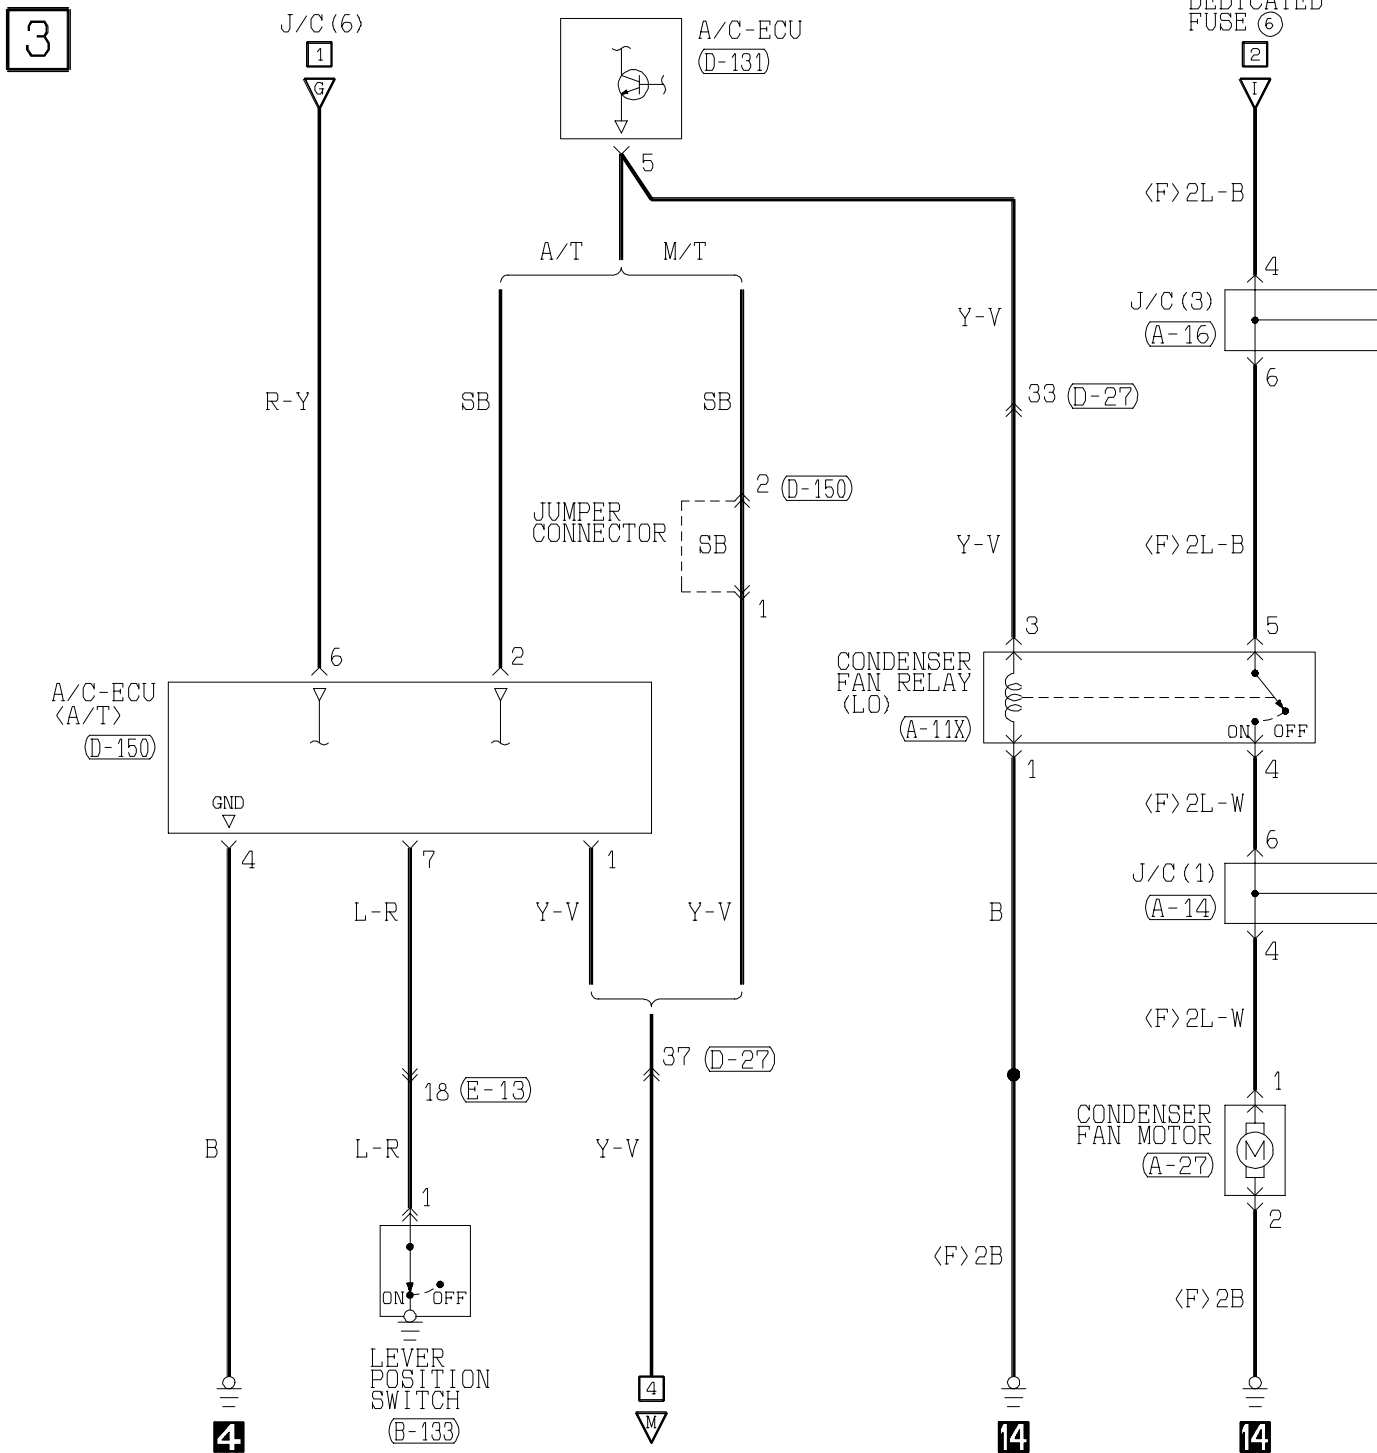 3
J/C(6)
1
G
A/C-ECU
(D-131)
5
DEDICATED
FUSE 6
2
I
<F>2L-B
4
J/C(3)
(A-16)
6
A/T
M/T
R-Y
SB
SB
Y-V
33 (D-27)
2 (D-150)
JUMPER
CONNECTOR
SB
1
Y-V
<F>2L-B
3
5
6
2
CONDENSER
FAN RELAY
(LO)
(A-11X)
ON
OFF
1
4
A/C-ECU
<A/T>
(D-150)
GND
4
7
1
<F>2L-W
6
J/C(1)
(A-14)
4
L-R
Y-V
Y-V
B
<F>2L-W
37 (D-27)
18 (E-13)
1
CONDENSER
FAN MOTOR
(A-27)
M
2
B
L-R
Y-V
1
<F>2B
<F>2B
ON
OFF
LEVER
POSITION
SWITCH
(B-133)
4
M
4
14
14